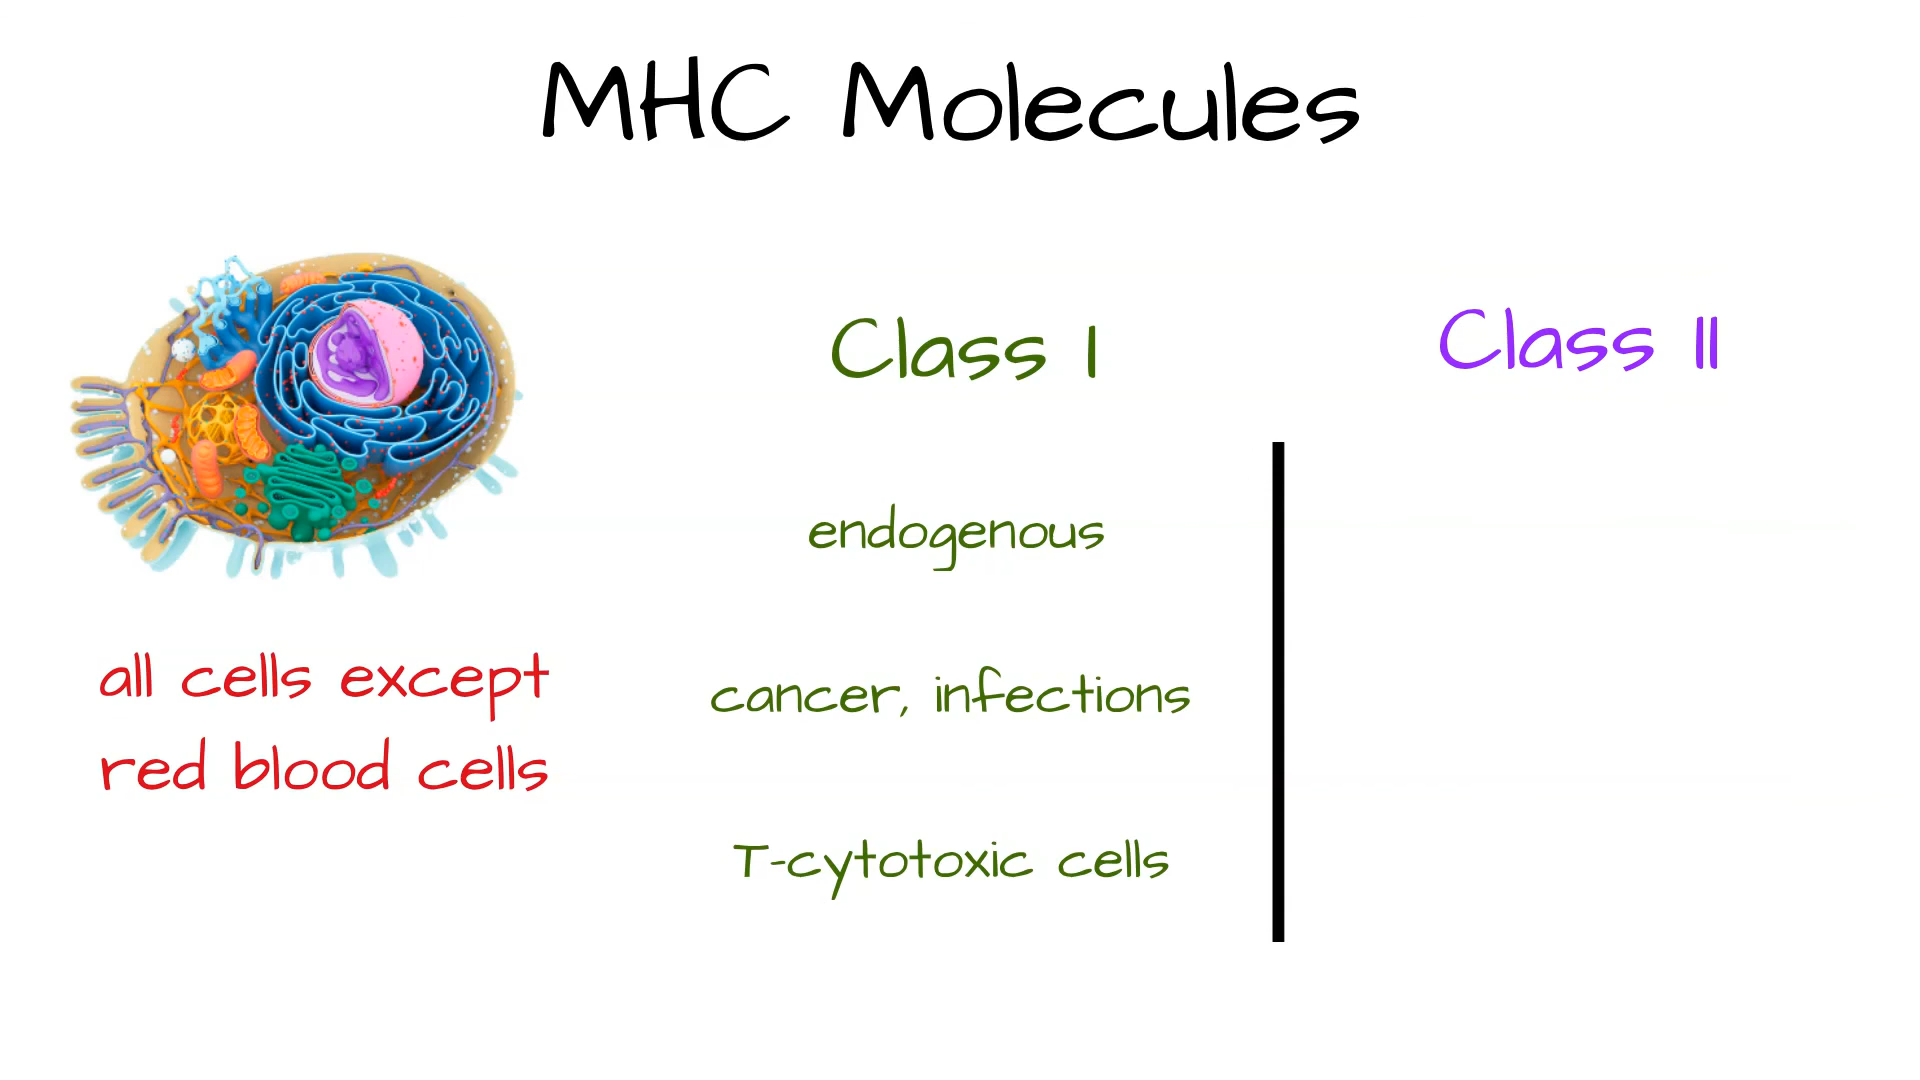 MHC Molecules
Class I
Class II
endogenous
cancer, infections
T-cytotoxic cells
all cells except
red blood cells